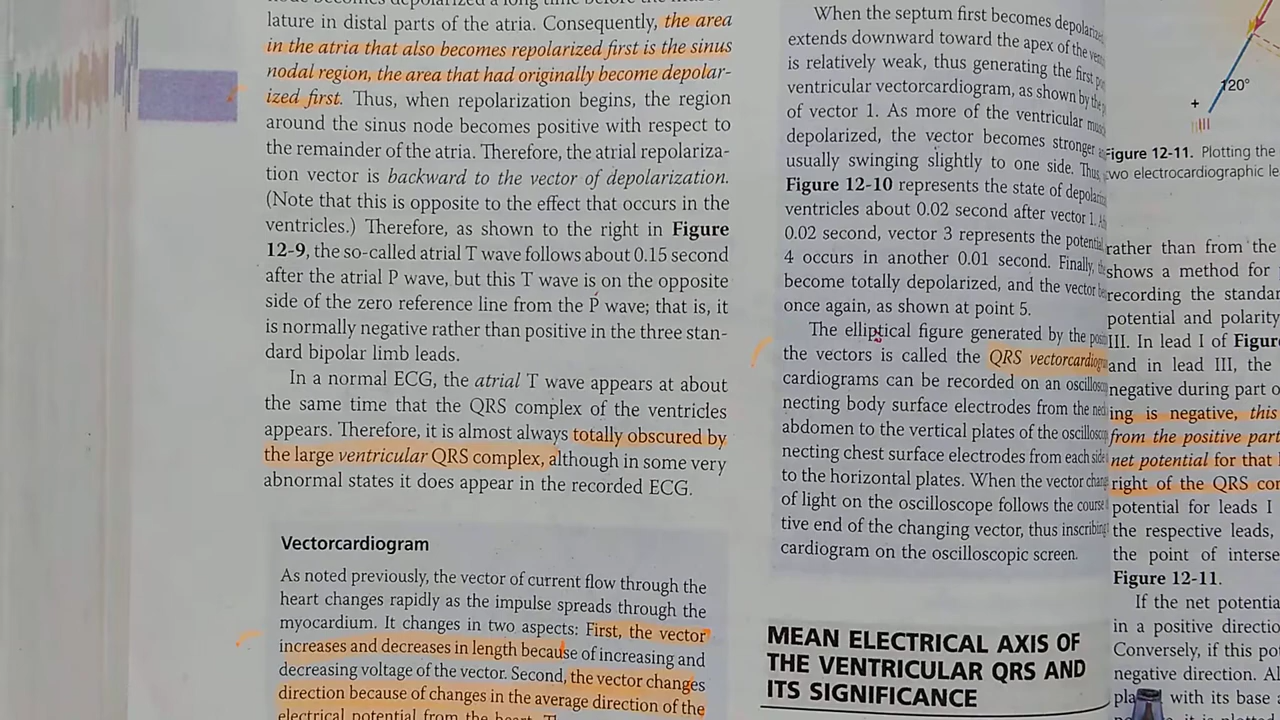 lature in distal parts of the atria. Consequently, the area
in the atria that also becomes repolarized first is the sinus
nodal region, the area that had originally become depolar-
ized first. Thus, when repolarization begins, the region
around the sinus node becomes positive with respect to
the remainder of the atria. Therefore, the atrial repolariza-
tion vector is backward to the vector of depolarization.
(Note that this is opposite to the effect that occurs in the
ventricles.) Therefore, as shown to the right in Figure
12-9, the so-called atrial T wave follows about 0.15 second
after the atrial P wave, but this T wave is on the opposite
side of the zero reference line from the P wave; that is, it
is normally negative rather than positive in the three stan-
dard bipolar limb leads.
In a normal ECG, the atrial T wave appears at about
the same time that the QRS complex of the ventricles
appears. Therefore, it is almost always totally obscured by
the large ventricular QRS complex, although in some very
abnormal states it does appear in the recorded ECG.
Vectorcardiogram
As noted previously, the vector of current flow through the
heart changes rapidly as the impulse spreads through the
myocardium. It changes in two aspects: First, the vector
increases and decreases in length because of increasing and
decreasing voltage of the vector. Second, the vector changes
direction because of changes in the average direction of the
electrical potential from the heart.
When the septum first becomes
extends downward toward the apex of the
is relatively weak, thus generating the first
ventricular vectorcardiogram, as shown by the
of vector 1. As more of the ventricular
depolarized, the vector becomes stronger
usually swinging slightly to one side.
Figure 12-10 represents the state of
ventricles about 0.02 second after vector 1.
0.02 second, vector 3 represents the
4 occurs in another 0.01 second. Finally,
become totally depolarized, and the vector
once again, as shown at point 5.
The elliptical figure generated by the
the vectors is called the QRS
cardiograms can be recorded on an
necting body surface electrodes from the
abdomen to the vertical plates of the
necting chest surface electrodes from each side
to the horizontal plates. When the vector
of light on the oscilloscope follows the course
tive end of the changing vector, thus inscribing
cardiogram on the oscilloscopic screen.
MEAN ELECTRICAL AXIS OF
THE VENTRICULAR QRS AND
ITS SIGNIFICANCE
120°
+
III
Figure 12-11. Plotting the
two electrocardiographic
rather than from the
shows a method for
recording the
potential and polarity
III. In lead I of
and in lead III, the
negative during part
ing is negative, this
from the positive part
net potential for that
right of the QRS
potential for leads I
the respective leads,
the point of
Figure 12-11.
If the net
in a positive
Conversely, if this
negative direction.
with its base